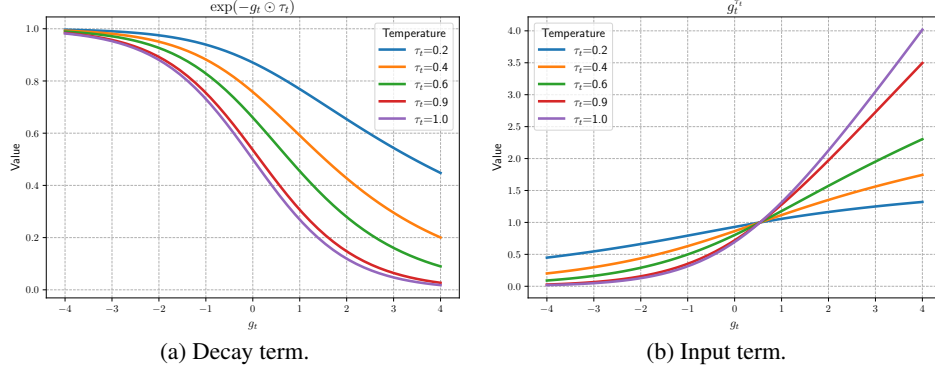 exp(−g_t ⊙ τ_t)
Value
1.0
0.8
0.6
0.4
0.2
0.0
Temperature
τ_t=0.2
τ_t=0.4
τ_t=0.6
τ_t=0.9
τ_t=1.0
−4 −3 −2 −1 0 1 2 3 4
g_t
(a) Decay term.
g_t^{τ_t}
Value
4.0
3.5
3.0
2.5
2.0
1.5
1.0
0.5
0.0
Temperature
τ_t=0.2
τ_t=0.4
τ_t=0.6
τ_t=0.9
τ_t=1.0
−4 −3 −2 −1 0 1 2 3 4
g_t
(b) Input term.